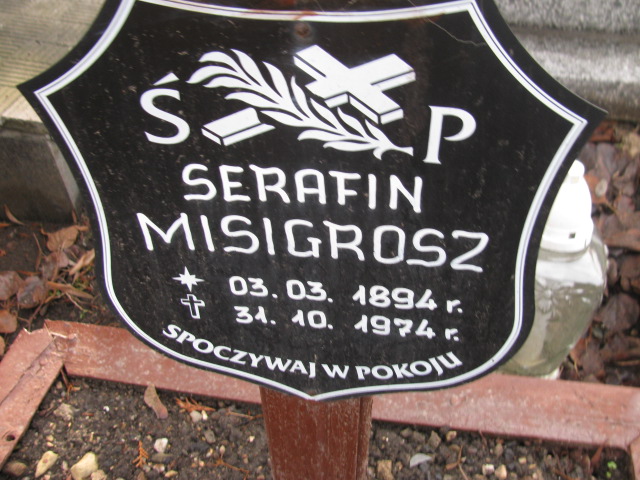 Ś P
SERAFIN
MISIGROSZ
03. 03. 1894 r.
31. 10. 1974 r.
SPOCZYWAJ W POKOJU